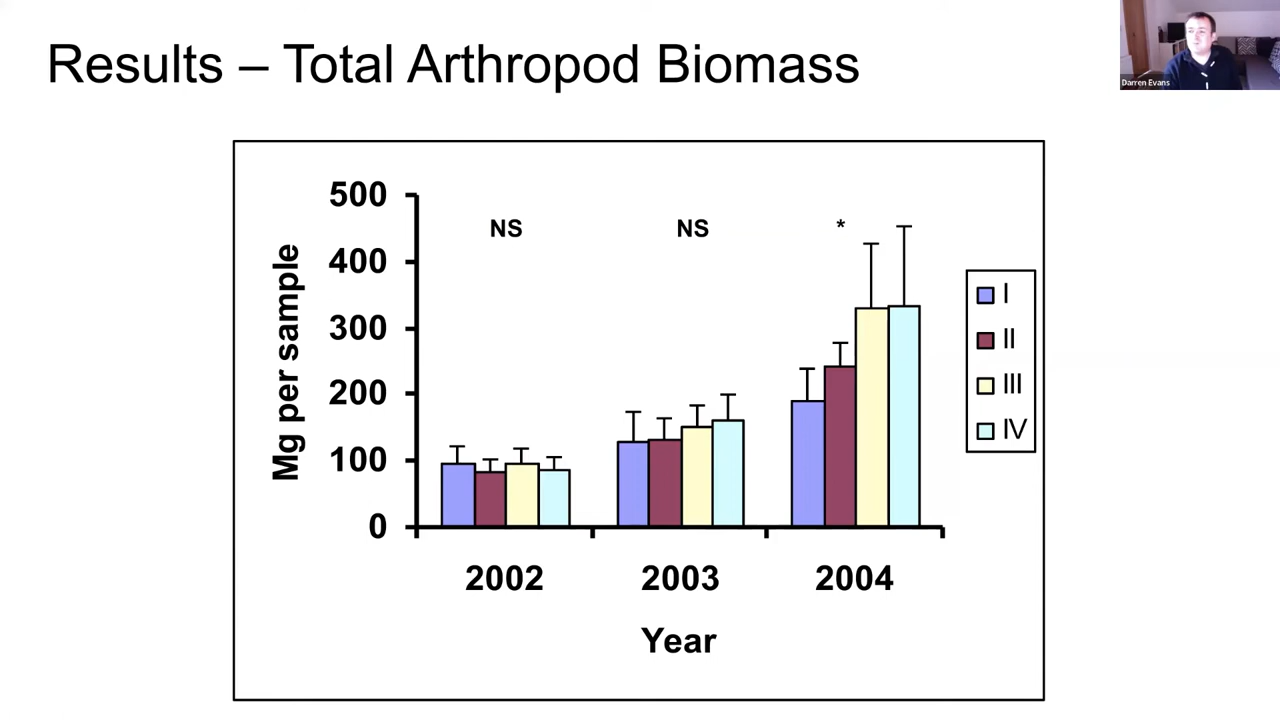 Results – Total Arthropod Biomass
Darren Evans
500
400
300
200
100
0
Mg per sample
NS
NS
*
I
II
III
IV
2002
2003
2004
Year